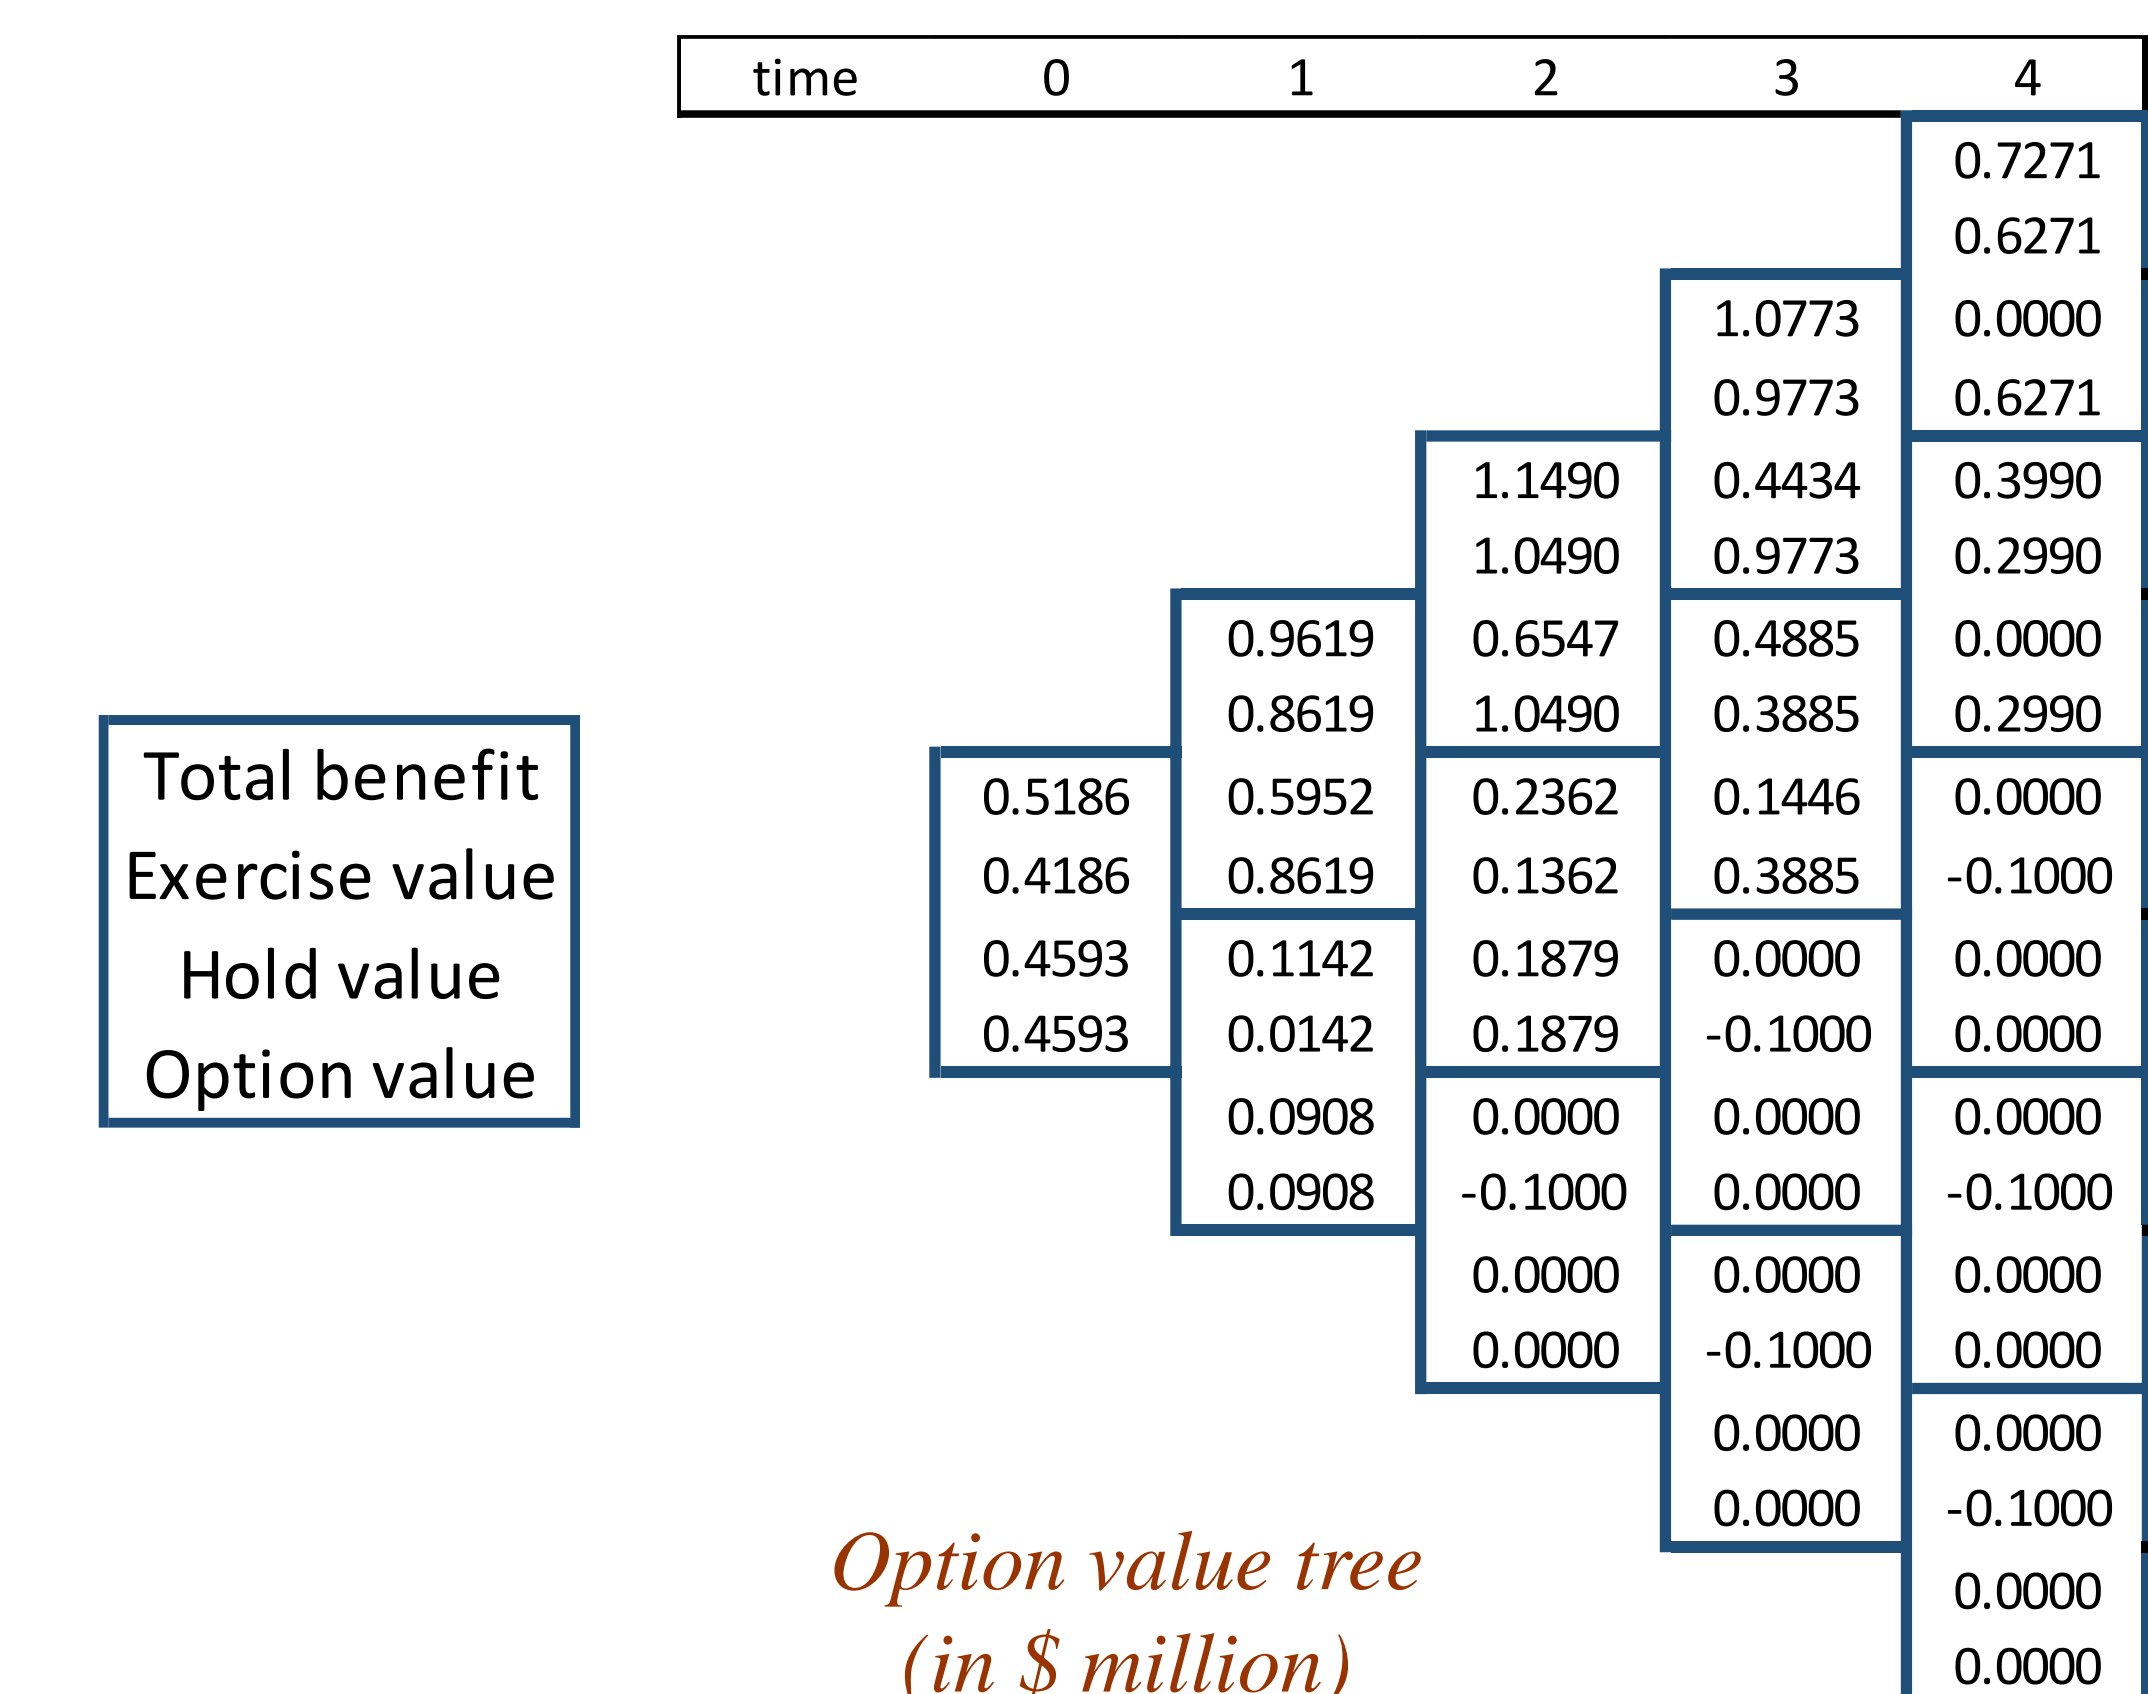 time 0 1 2 3 4
0.7271
0.6271
1.0773 0.0000
0.9773 0.6271
1.1490 0.4434 0.3990
1.0490 0.9773 0.2990
0.9619 0.6547 0.4885 0.0000
0.8619 1.0490 0.3885 0.2990
Total benefit 0.5186 0.5952 0.2362 0.1446 0.0000
Exercise value 0.4186 0.8619 0.1362 0.3885 -0.1000
Hold value 0.4593 0.1142 0.1879 0.0000 0.0000
Option value 0.4593 0.0142 0.1879 -0.1000 0.0000
0.0908 0.0000 0.0000 0.0000
0.0908 -0.1000 0.0000 -0.1000
0.0000 0.0000 0.0000
0.0000 -0.1000 0.0000
0.0000 0.0000
0.0000 -0.1000
Option value tree 0.0000
(in $ million) 0.0000